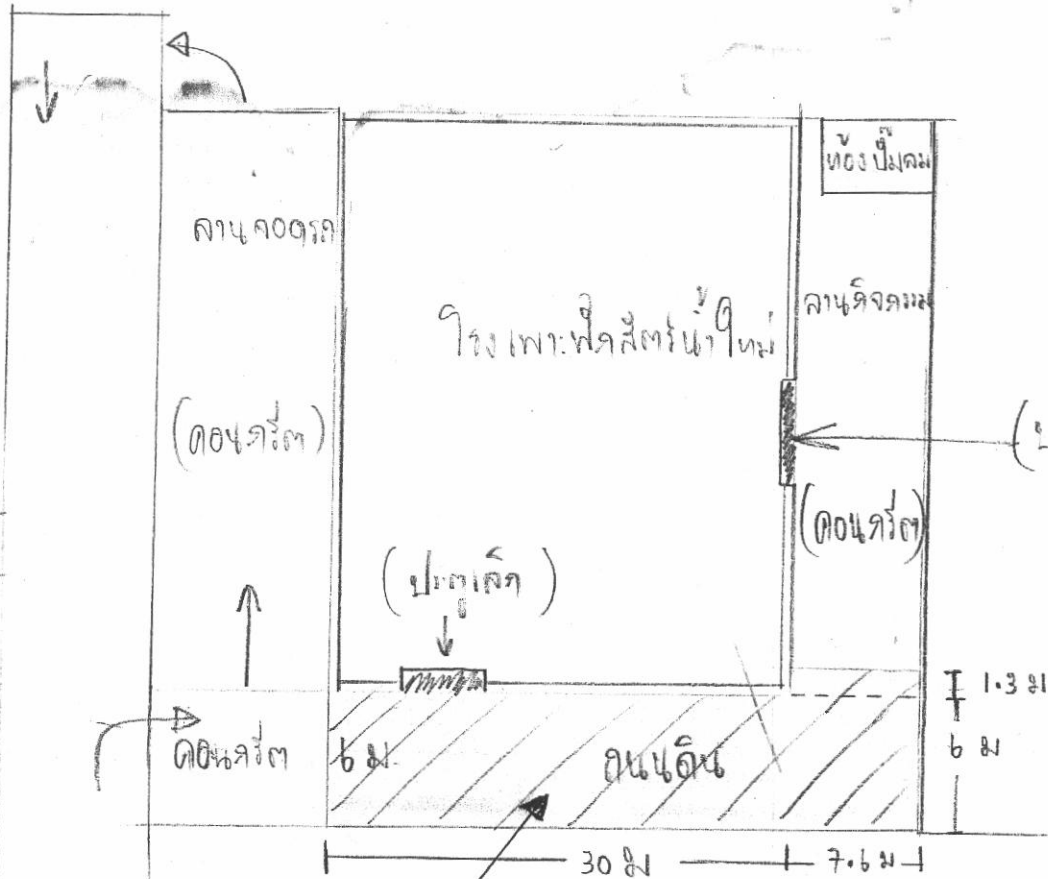 ห้องปั๊มลม
ลานจอดรถ
ลานกิจกรรม
โรงเพาะฟักสัตว์น้ำใหม่
(คอนกรีต)
(คอนกรีต)
(ประตูเล็ก)
1.3 ม
คอนกรีต
6 ม.
ถนนดิน
6 ม
30 ม
7.6 ม